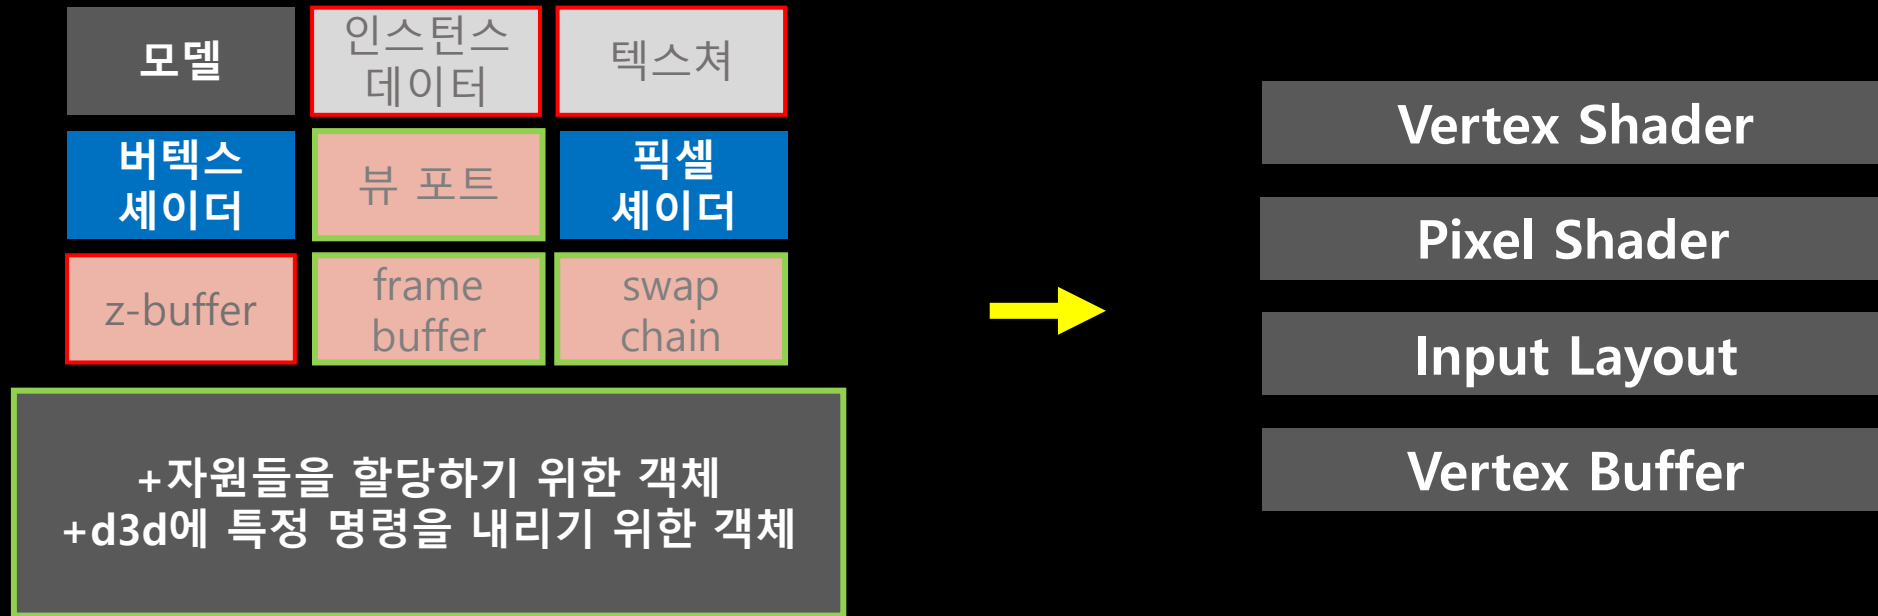 모델
인스턴스
데이터
텍스쳐
버텍스
셰이더
뷰 포트
픽셀
셰이더
z-buffer
frame
buffer
swap
chain
+자원들을 할당하기 위한 객체
+d3d에 특정 명령을 내리기 위한 객체
Vertex Shader
Pixel Shader
Input Layout
Vertex Buffer